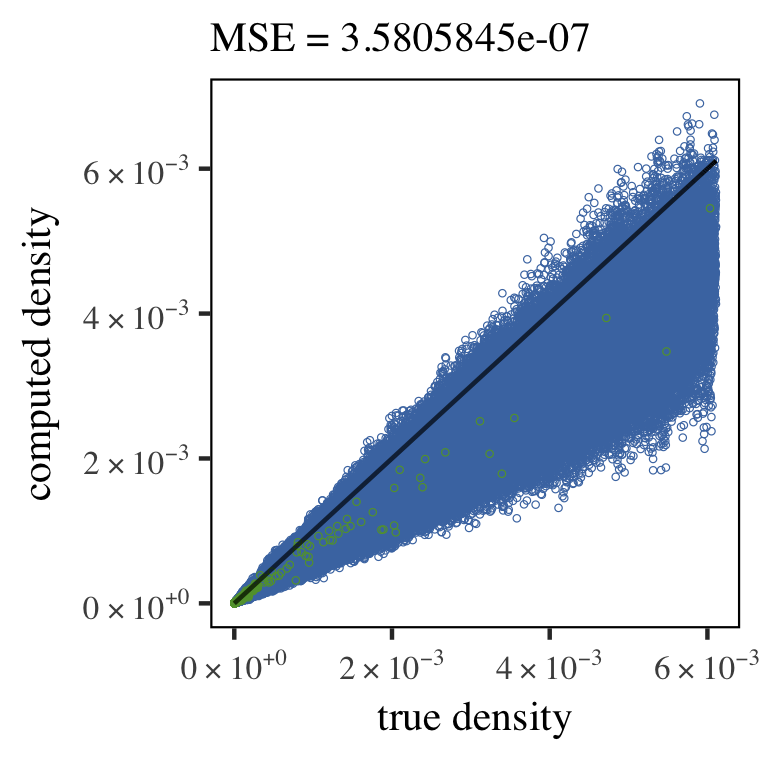 MSE = 3.5805845e-07
computed density
6 × 10⁻³
4 × 10⁻³
2 × 10⁻³
0 × 10⁺⁰
0 × 10⁺⁰ 2 × 10⁻³ 4 × 10⁻³ 6 × 10⁻³
true density